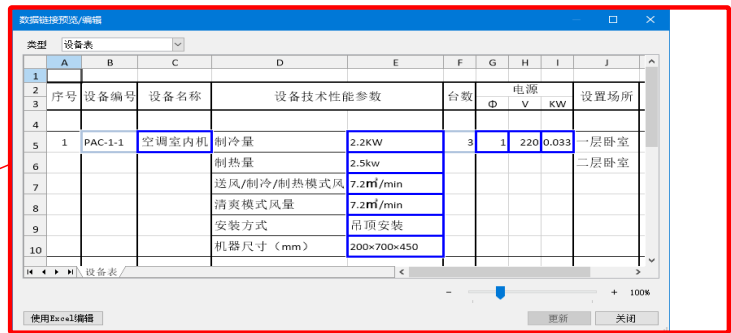 数据链接预览/编辑
类型 设备表
A B C D E F G H I J
1
2 序号 设备编号 设备名称 设备技术性能参数 台数 电源 设置场所
3 Φ V KW
4
5 1 PAC-1-1 空调室内机 制冷量 2.2KW 3 1 220 0.033 一层卧室
6 制热量 2.5kw 二层卧室
7 送风/制冷/制热模式风 7.2㎥/min
8 清爽模式风量 7.2㎥/min
9 安装方式 吊顶安装
10 机器尺寸（mm） 200×700×450
设备表
- + 100%
使用Excel编辑 更新 关闭